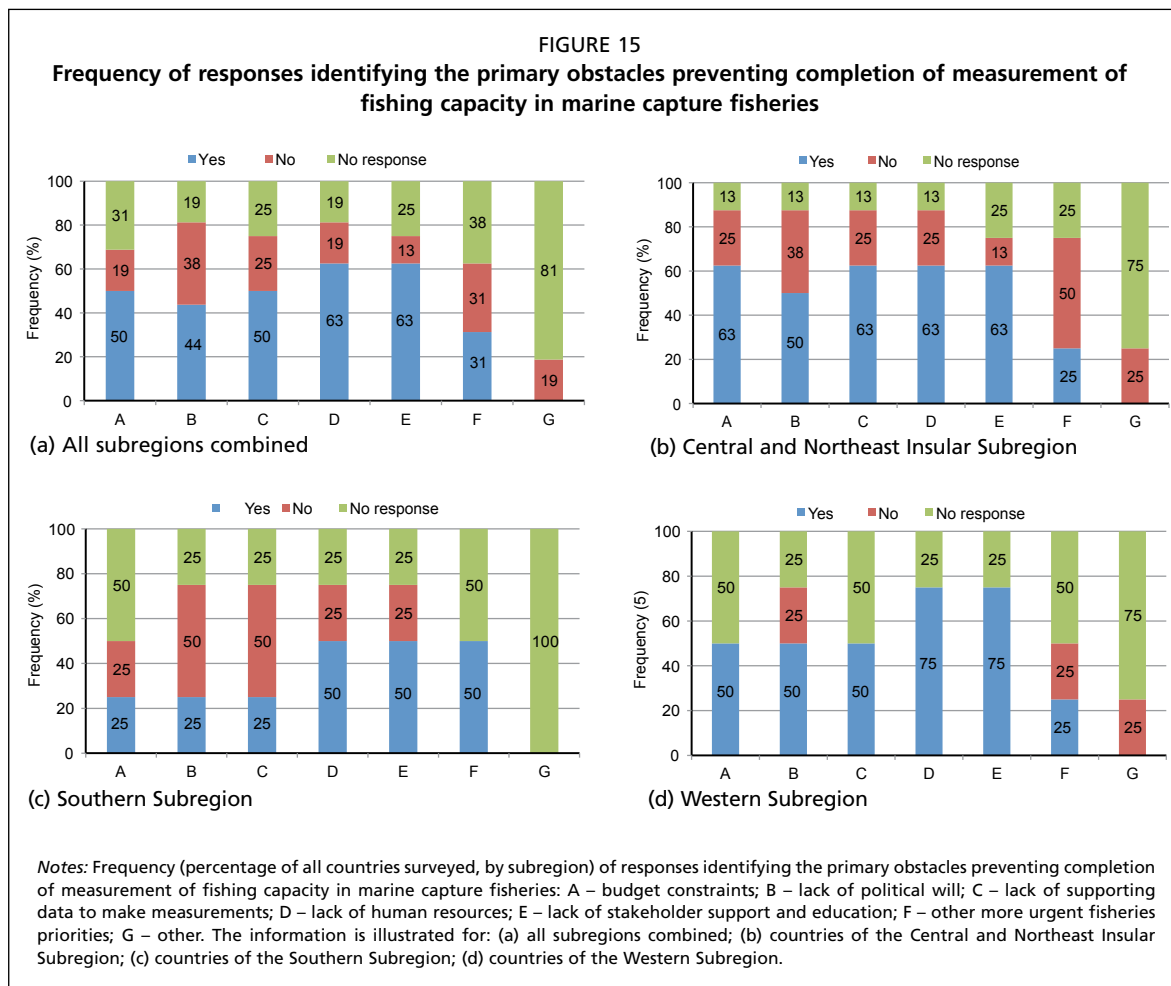 FIGURE 15
Frequency of responses identifying the primary obstacles preventing completion of measurement of
fishing capacity in marine capture fisheries
Yes No No response
Frequency (%)
100
80
60
40
20
0
31 19 25 19 25 38 81
19 38 25 19 13 31 19
50 44 50 63 63 31
A B C D E F G
(a) All subregions combined
Yes No No response
Frequency (%)
100
80
60
40
20
0
13 13 13 13 25 25 75
25 38 25 25 13 50 25
63 50 63 63 63 25
A B C D E F G
(b) Central and Northeast Insular Subregion
Yes No No response
Frequency (%)
100
80
60
40
20
0
50 25 25 25 25 50 100
25 50 50 25 25
25 25 25 50 50 50
A B C D E F G
(c) Southern Subregion
Yes No No response
Frequency (5)
100
80
60
40
20
0
50 25 50 25 25 50 75
25 25 25
50 50 50 75 75 25
A B C D E F G
(d) Western Subregion
Notes: Frequency (percentage of all countries surveyed, by subregion) of responses identifying the primary obstacles preventing completion
of measurement of fishing capacity in marine capture fisheries: A – budget constraints; B – lack of political will; C – lack of supporting
data to make measurements; D – lack of human resources; E – lack of stakeholder support and education; F – other more urgent fisheries
priorities; G – other. The information is illustrated for: (a) all subregions combined; (b) countries of the Central and Northeast Insular
Subregion; (c) countries of the Southern Subregion; (d) countries of the Western Subregion.